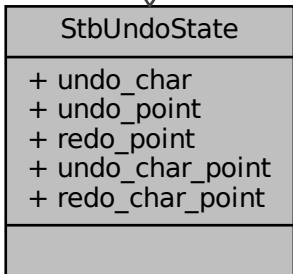 StbUndoState
+ undo_char
+ undo_point
+ redo_point
+ undo_char_point
+ redo_char_point